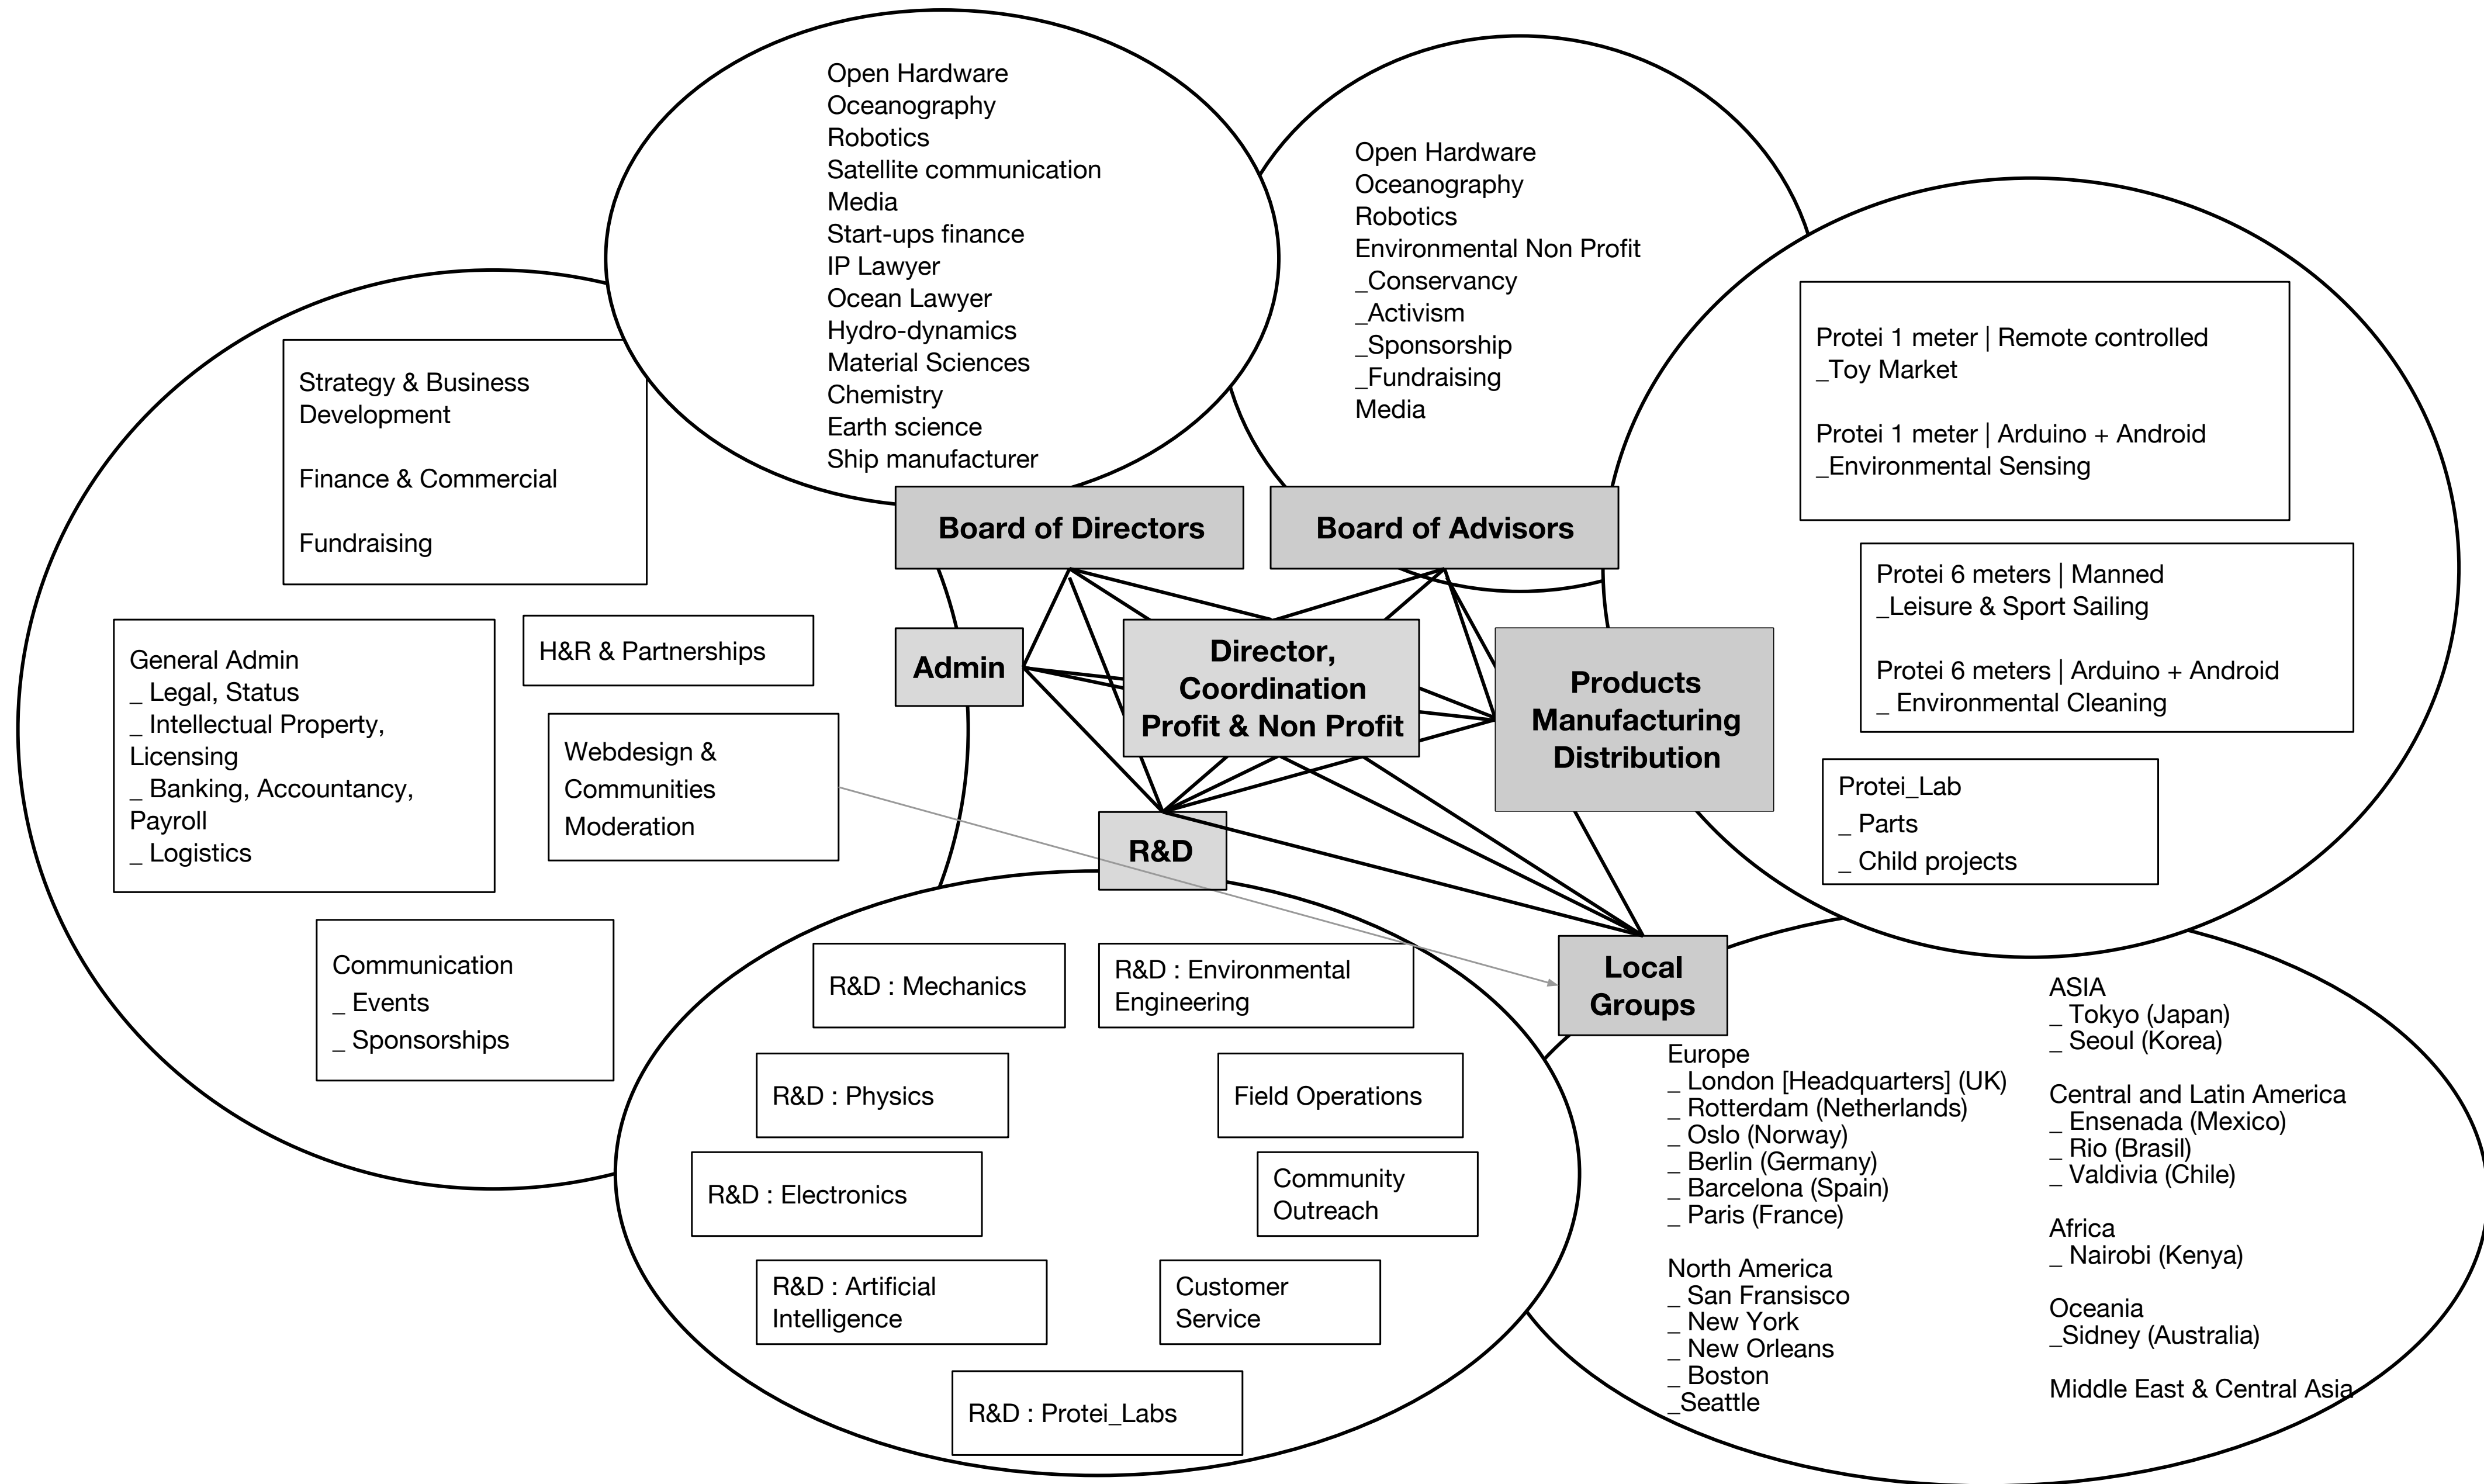 Open Hardware
Oceanography
Robotics
Satellite communication
Media
Start-ups finance
IP Lawyer
Ocean Lawyer
Hydro-dynamics
Material Sciences
Chemistry
Earth science
Ship manufacturer
Board of Directors
Open Hardware
Oceanography
Robotics
Environmental Non Profit
_Conservancy
_Activism
_Sponsorship
_Fundraising
Media
Board of Advisors
Strategy & Business
Development
Finance & Commercial
Fundraising
General Admin
_ Legal, Status
_ Intellectual Property,
Licensing
_ Banking, Accountancy,
Payroll
_ Logistics
H&R & Partnerships
Webdesign &
Communities
Moderation
Communication
_ Events
_ Sponsorships
Admin
Director,
Coordination
Profit & Non Profit
Products
Manufacturing
Distribution
Protei 1 meter | Remote controlled
_Toy Market
Protei 1 meter | Arduino + Android
_Environmental Sensing
Protei 6 meters | Manned
_Leisure & Sport Sailing
Protei 6 meters | Arduino + Android
_ Environmental Cleaning
Protei_Lab
_ Parts
_ Child projects
R&D
R&D : Mechanics
R&D : Environmental
Engineering
R&D : Physics
Field Operations
R&D : Electronics
Community
Outreach
R&D : Artificial
Intelligence
Customer
Service
R&D : Protei_Labs
Local
Groups
Europe
_ London [Headquarters] (UK)
_ Rotterdam (Netherlands)
_ Oslo (Norway)
_ Berlin (Germany)
_ Barcelona (Spain)
_ Paris (France)
North America
_ San Fransisco
_ New York
_ New Orleans
_ Boston
_Seattle
ASIA
_ Tokyo (Japan)
_ Seoul (Korea)
Central and Latin America
_ Ensenada (Mexico)
_ Rio (Brasil)
_ Valdivia (Chile)
Africa
_ Nairobi (Kenya)
Oceania
_Sidney (Australia)
Middle East & Central Asia